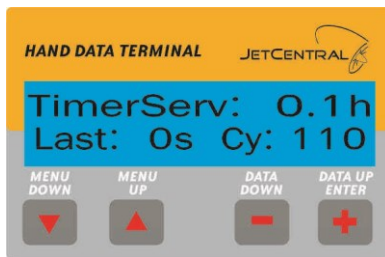 HAND DATA TERMINAL JETCENTRAL
TimerServ: 0.1h
Last: 0s Cy: 110
MENU DOWN MENU UP DATA DOWN DATA UP ENTER